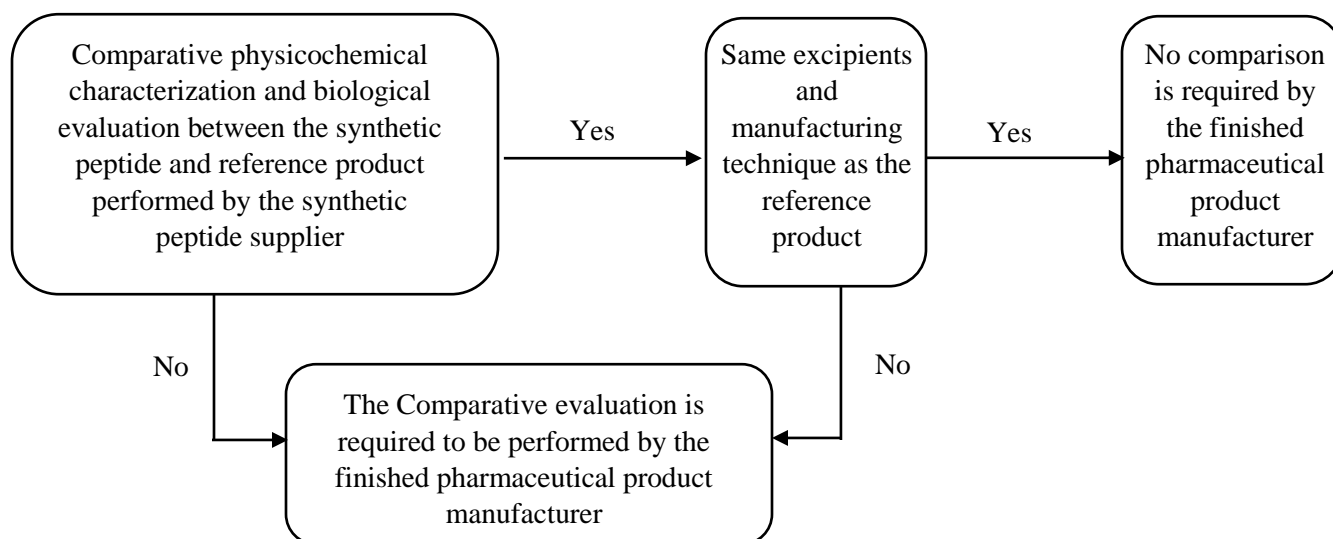 Comparative physicochemical
characterization and biological
evaluation between the synthetic
peptide and reference product
performed by the synthetic
peptide supplier
Yes
Same excipients
and
manufacturing
technique as the
reference
product
Yes
No comparison
is required by
the finished
pharmaceutical
product
manufacturer
No
No
The Comparative evaluation is
required to be performed by the
finished pharmaceutical product
manufacturer